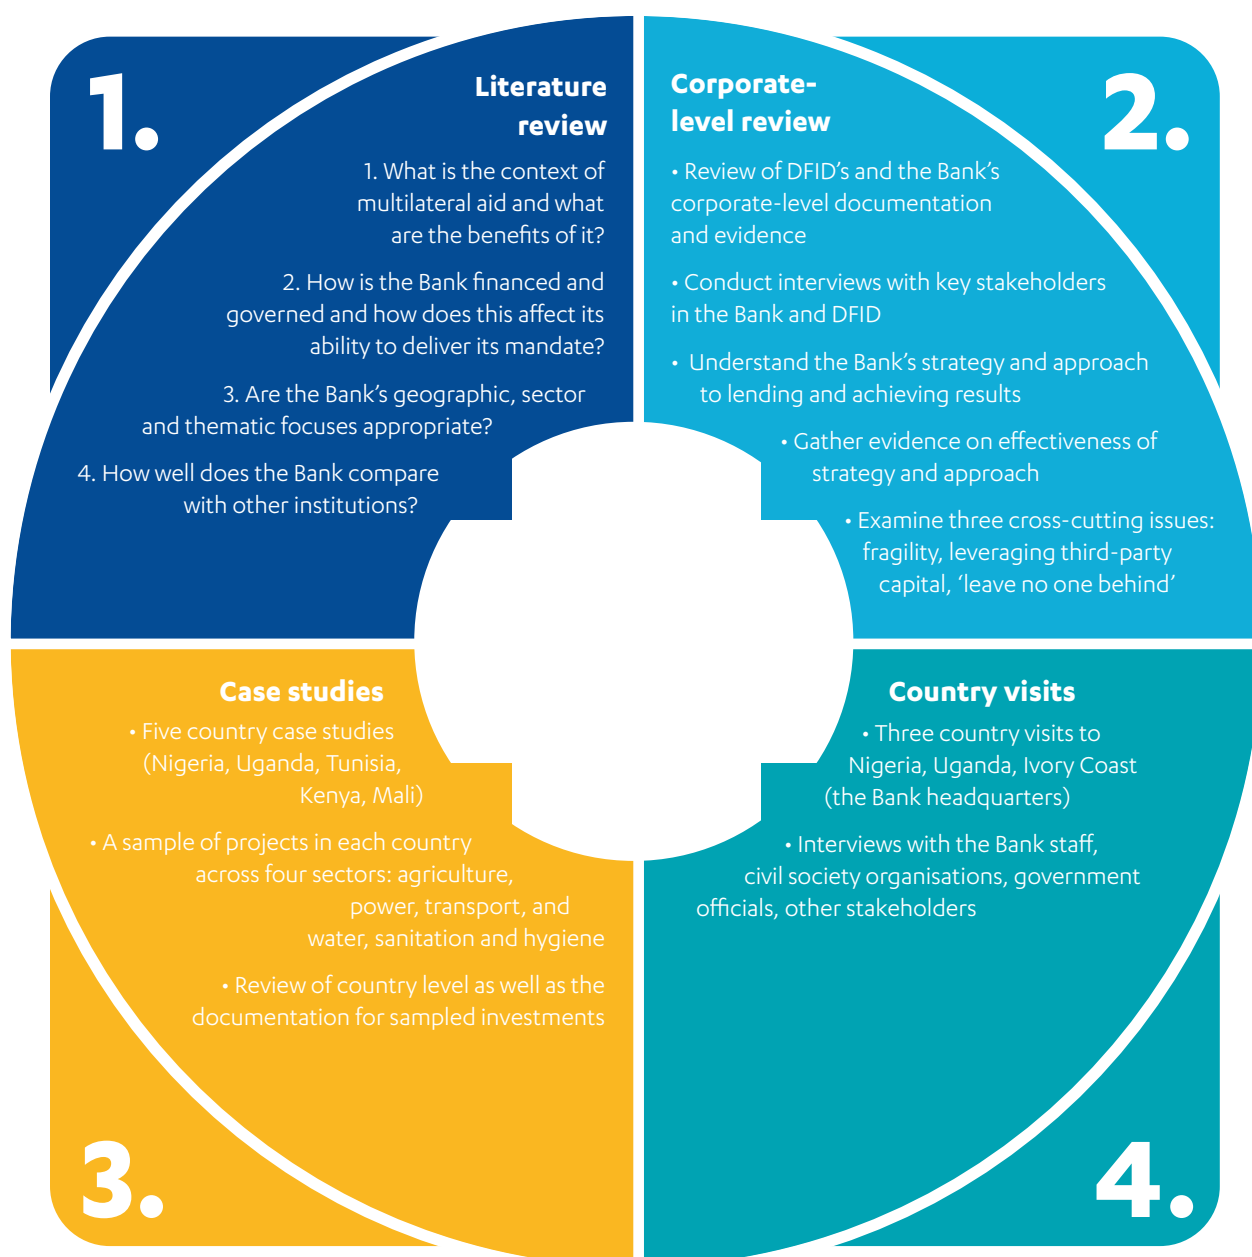 1.
Literature
review
1. What is the context of
multilateral aid and what
are the benefits of it?
2. How is the Bank financed and
governed and how does this affect its
ability to deliver its mandate?
3. Are the Bank’s geographic, sector
and thematic focuses appropriate?
4. How well does the Bank compare
with other institutions?
2.
Corporate-
level review
• Review of DFID’s and the Bank’s
corporate-level documentation
and evidence
• Conduct interviews with key stakeholders
in the Bank and DFID
• Understand the Bank’s strategy and approach
to lending and achieving results
• Gather evidence on effectiveness of
strategy and approach
• Examine three cross-cutting issues:
fragility, leveraging third-party
capital, ‘leave no one behind’
3.
Case studies
• Five country case studies
(Nigeria, Uganda, Tunisia,
Kenya, Mali)
• A sample of projects in each country
across four sectors: agriculture,
power, transport, and
water, sanitation and hygiene
• Review of country level as well as the
documentation for sampled investments
4.
Country visits
• Three country visits to
Nigeria, Uganda, Ivory Coast
(the Bank headquarters)
• Interviews with the Bank staff,
civil society organisations, government
officials, other stakeholders